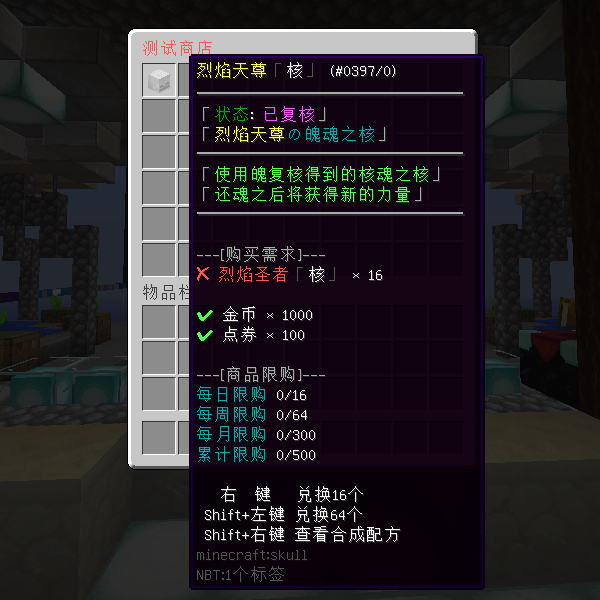 测试商店
烈焰天尊「核」 (#0397/0)
「状态: 已复核」
「烈焰天尊の魄魂之核」
「使用魄复核得到的核魂之核」
「还魂之后将获得新的力量」
---[购买需求]---
✕ 烈焰圣者「核」 × 16
✔ 金币 × 1000
✔ 点券 × 100
---[商品限购]---
每日限购 0/16
每周限购 0/64
每月限购 0/300
累计限购 0/500
物品栏
右 键 兑换16个
Shift+左键 兑换64个
Shift+右键 查看合成配方
minecraft:skull
NBT:1个标签